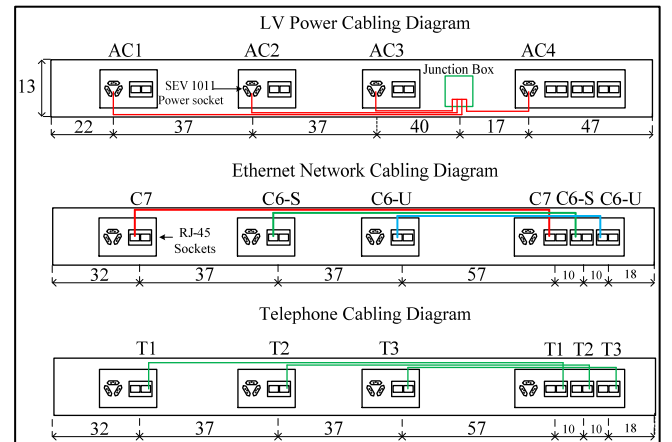 LV Power Cabling Diagram
AC1 AC2 AC3 AC4
Junction Box
SEV 1011
Power socket
13
22 37 37 40 17 47
Ethernet Network Cabling Diagram
C7 C6-S C6-U C7 C6-S C6-U
RJ-45
Sockets
32 37 37 57 10 10 18
Telephone Cabling Diagram
T1 T2 T3 T1 T2 T3
32 37 37 57 10 10 18